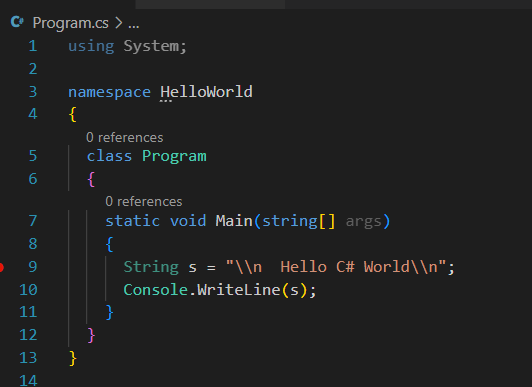 Program.cs > ...
1 using System;
2
3 namespace HelloWorld
4 {
0 references
5 class Program
6 {
0 references
7 static void Main(string[] args)
8 {
9 String s = "\\n  Hello C# World\\n";
10 Console.WriteLine(s);
11 }
12 }
13 }
14